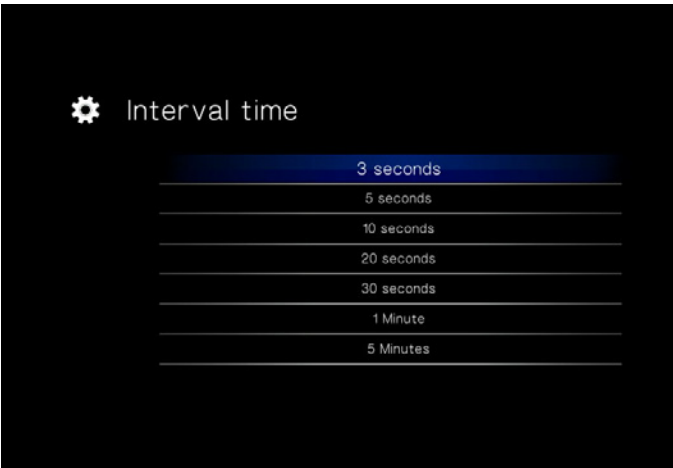 Interval time
3 seconds
5 seconds
10 seconds
20 seconds
30 seconds
1 Minute
5 Minutes